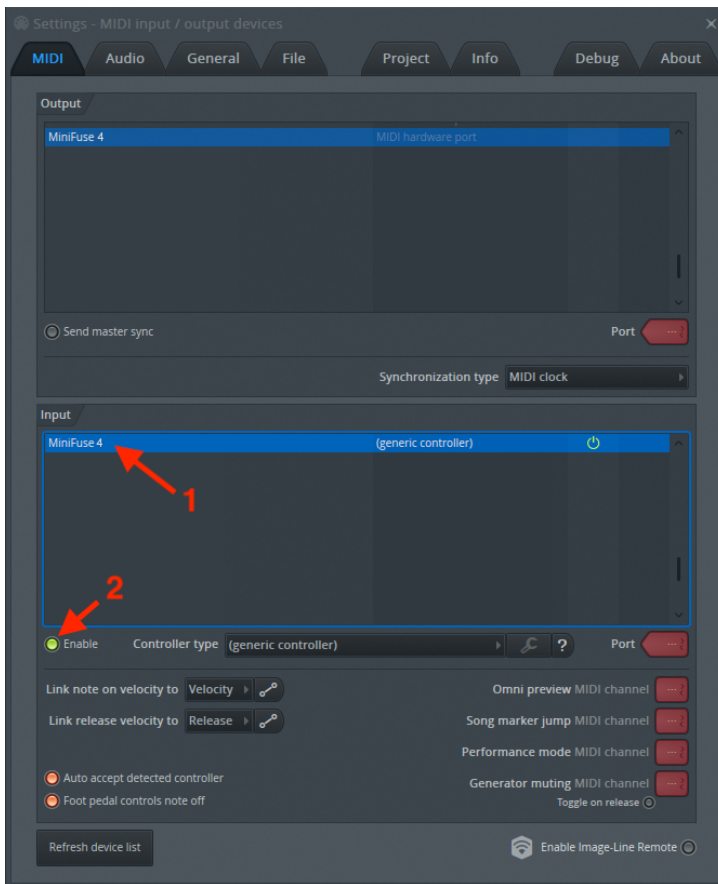 Settings - MIDI input / output devices
MIDI Audio General File Project Info Debug About
Output
MiniFuse 4 MIDI hardware port
Send master sync Port ...
Synchronization type MIDI clock
Input
MiniFuse 4 (generic controller)
1
2
Enable Controller type (generic controller) ? Port ...
Link note on velocity to Velocity Omni preview MIDI channel ...
Link release velocity to Release Song marker jump MIDI channel ...
Performance mode MIDI channel ...
Auto accept detected controller Generator muting MIDI channel ...
Foot pedal controls note off Toggle on release
Refresh device list Enable Image-Line Remote